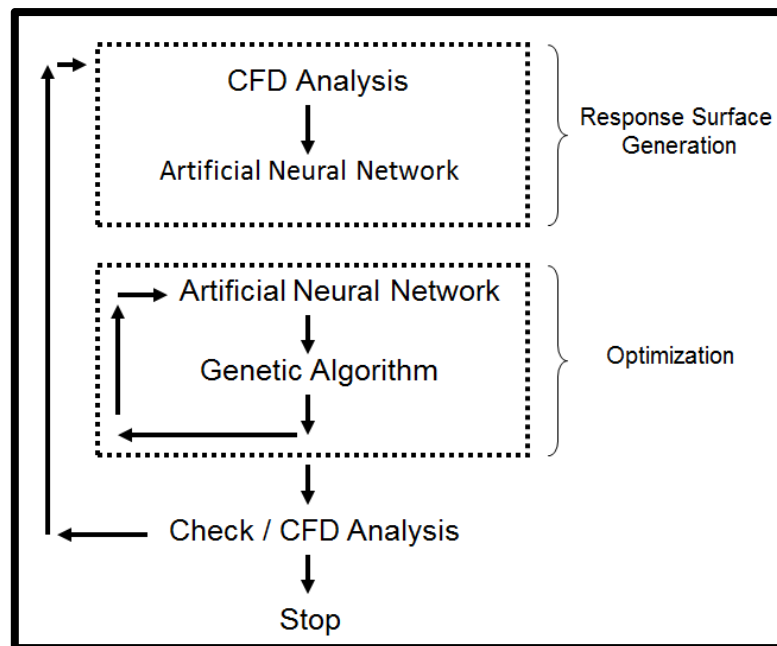 CFD Analysis
Artificial Neural Network
Response Surface
Generation
Artificial Neural Network
Genetic Algorithm
Optimization
Check / CFD Analysis
Stop